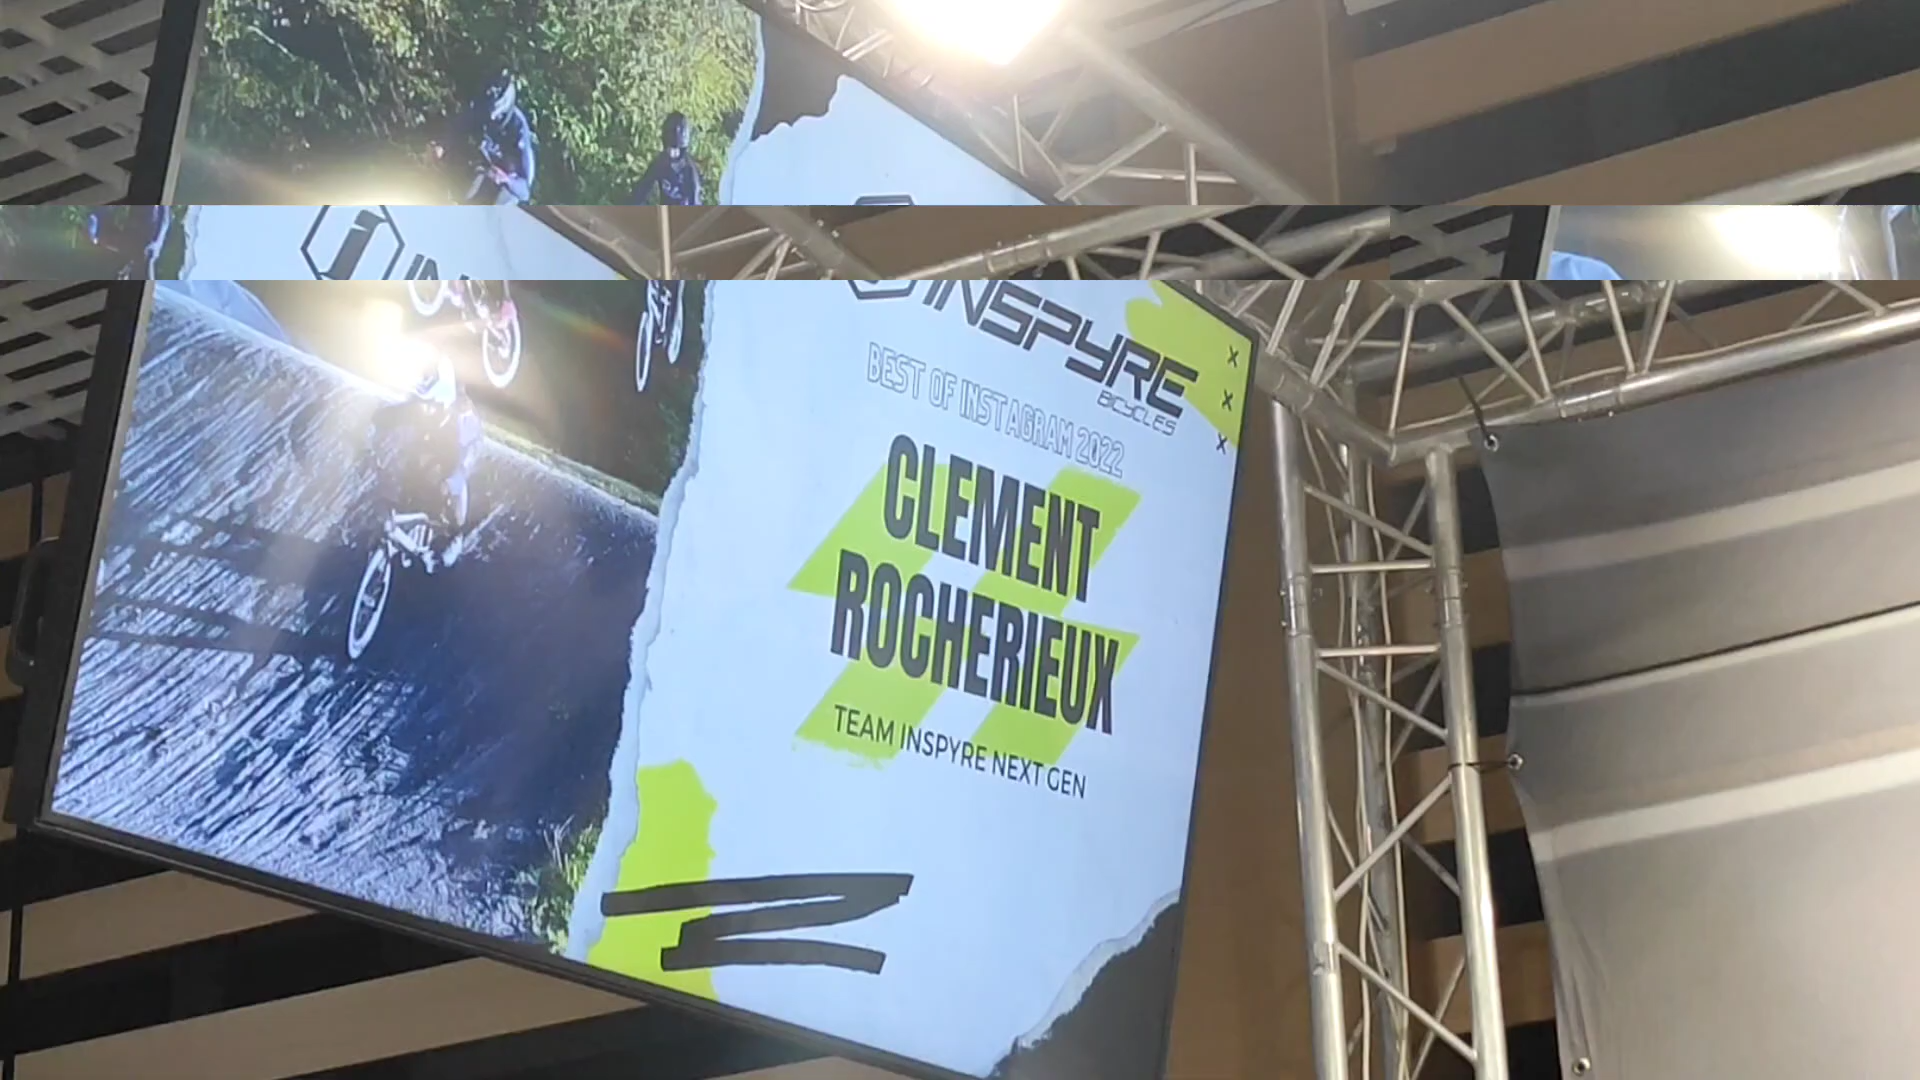 INSPYRE
BICYCLES
BEST OF INSTAGRAM 2022
CLEMENT
ROCHERIEUX
TEAM INSPYRE NEXT GEN